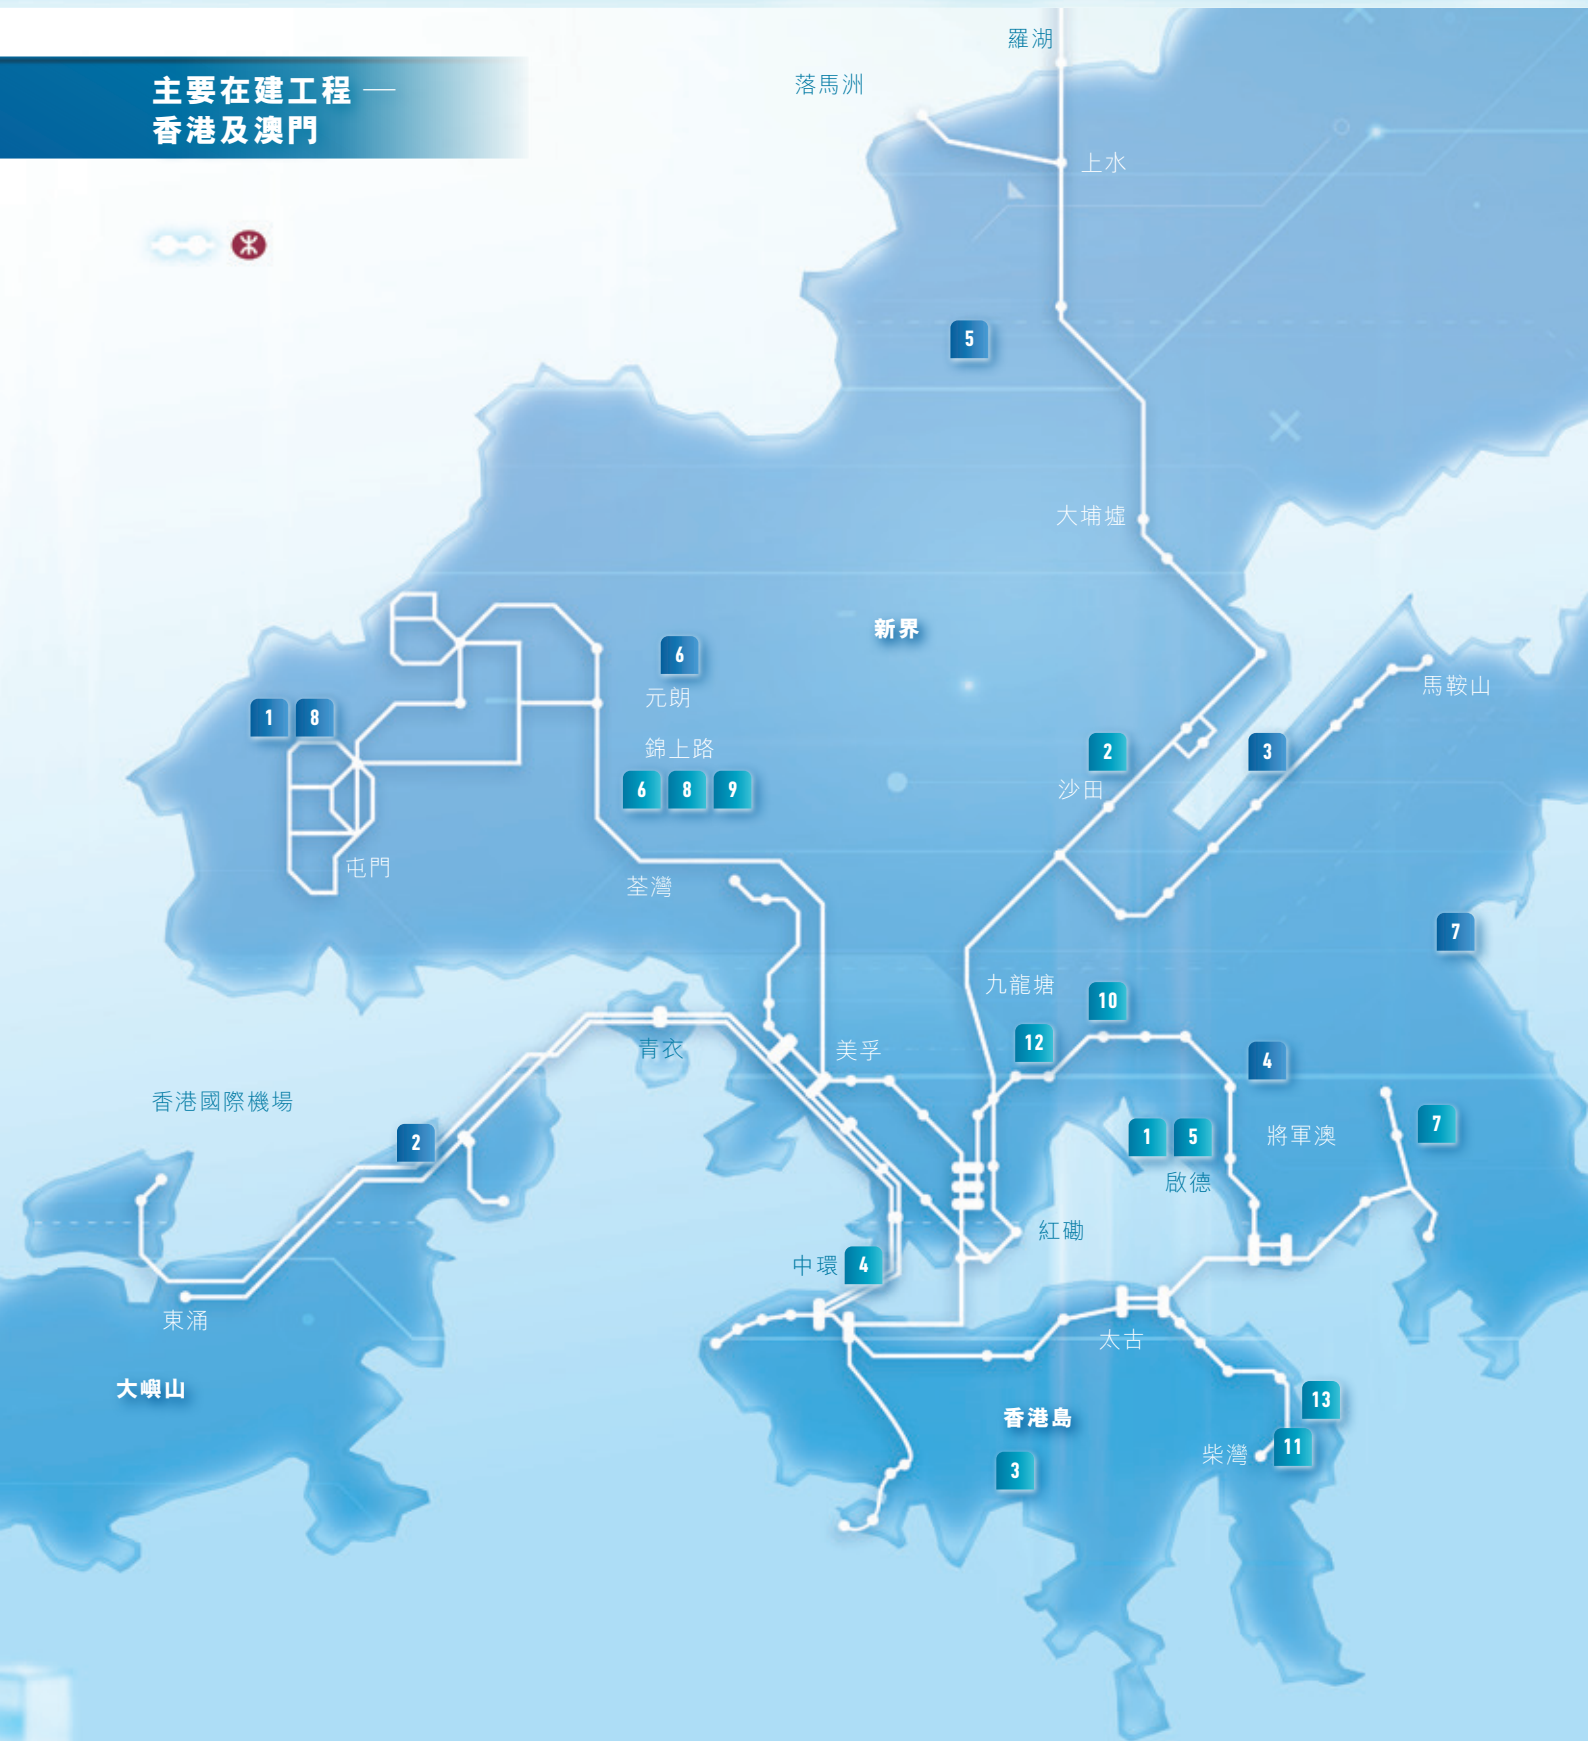 主要在建工程 —
香港及澳門
羅湖
落馬洲
上水
5
大埔墟
新界
6
元朗
馬鞍山
1 8
錦上路
2
3
6 8 9
沙田
屯門
荃灣
7
九龍塘
10
12
青衣
美孚
4
香港國際機場
2
1 5
將軍澳
7
啟德
紅磡
中環 4
東涌
太古
大嶼山
13
香港島
11
柴灣
3